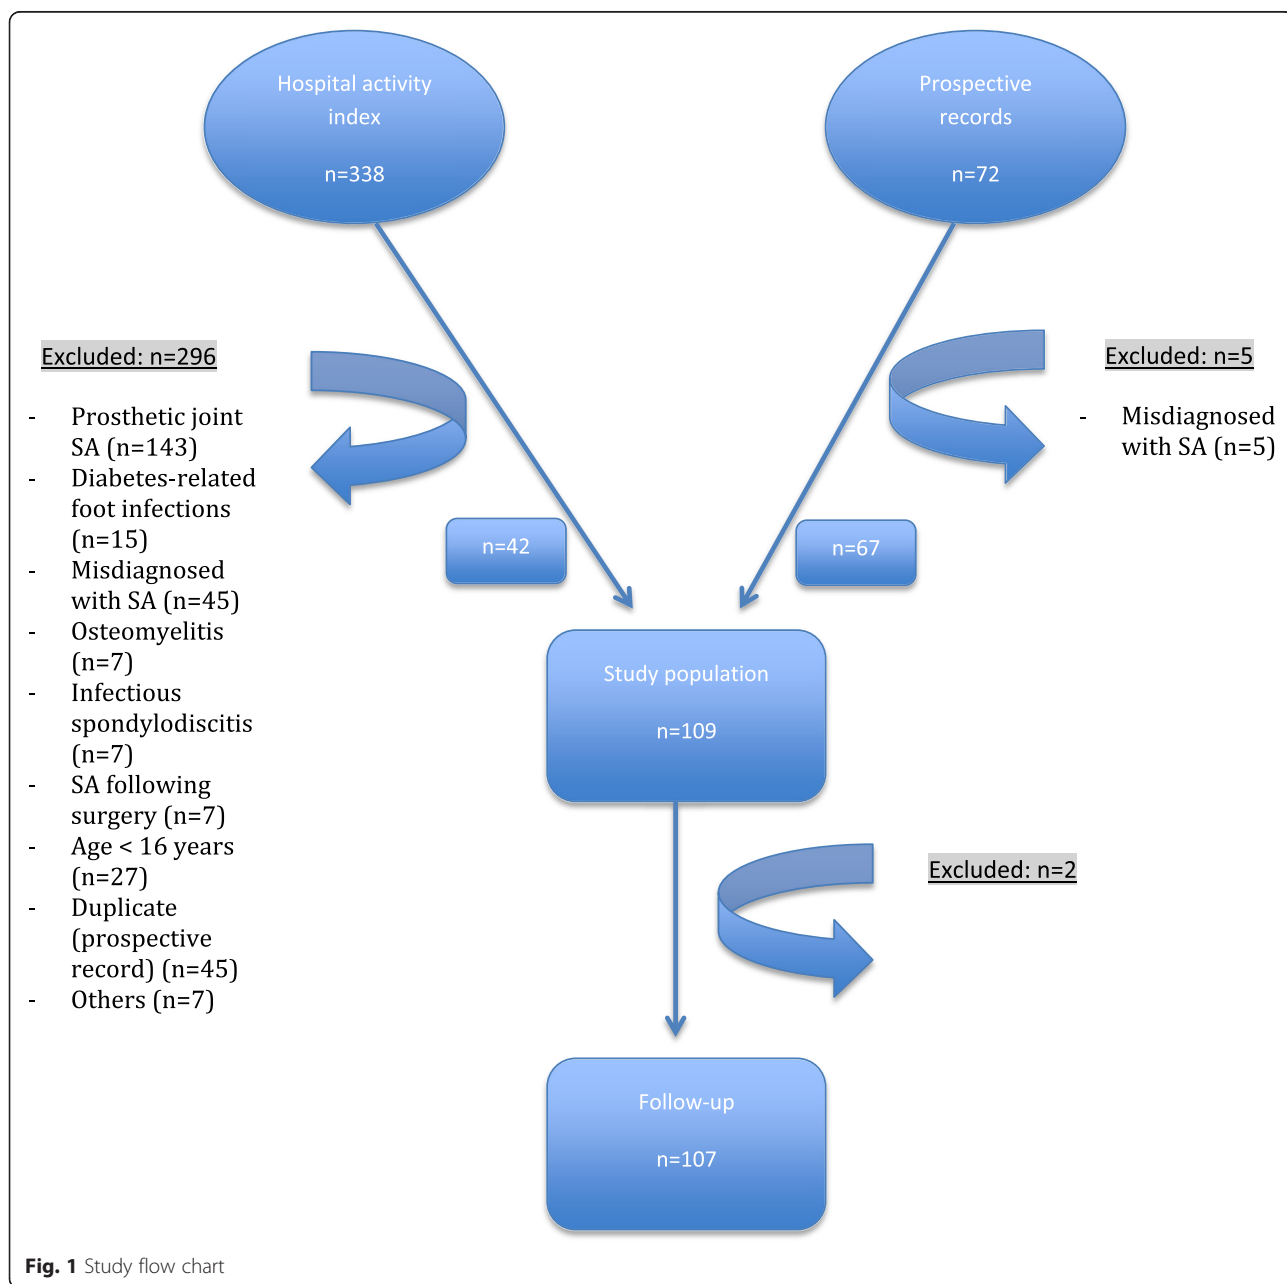 Hospital activity
index
n=338
Prospective
records
n=72
Excluded: n=296
- Prosthetic joint
SA (n=143)
- Diabetes-related
foot infections
(n=15)
- Misdiagnosed
with SA (n=45)
- Osteomyelitis
(n=7)
- Infectious
spondylodiscitis
(n=7)
- SA following
surgery (n=7)
- Age < 16 years
(n=27)
- Duplicate
(prospective
record) (n=45)
- Others (n=7)
Excluded: n=5
- Misdiagnosed
with SA (n=5)
n=42
n=67
Study population
n=109
Excluded: n=2
Follow-up
n=107
Fig. 1 Study flow chart